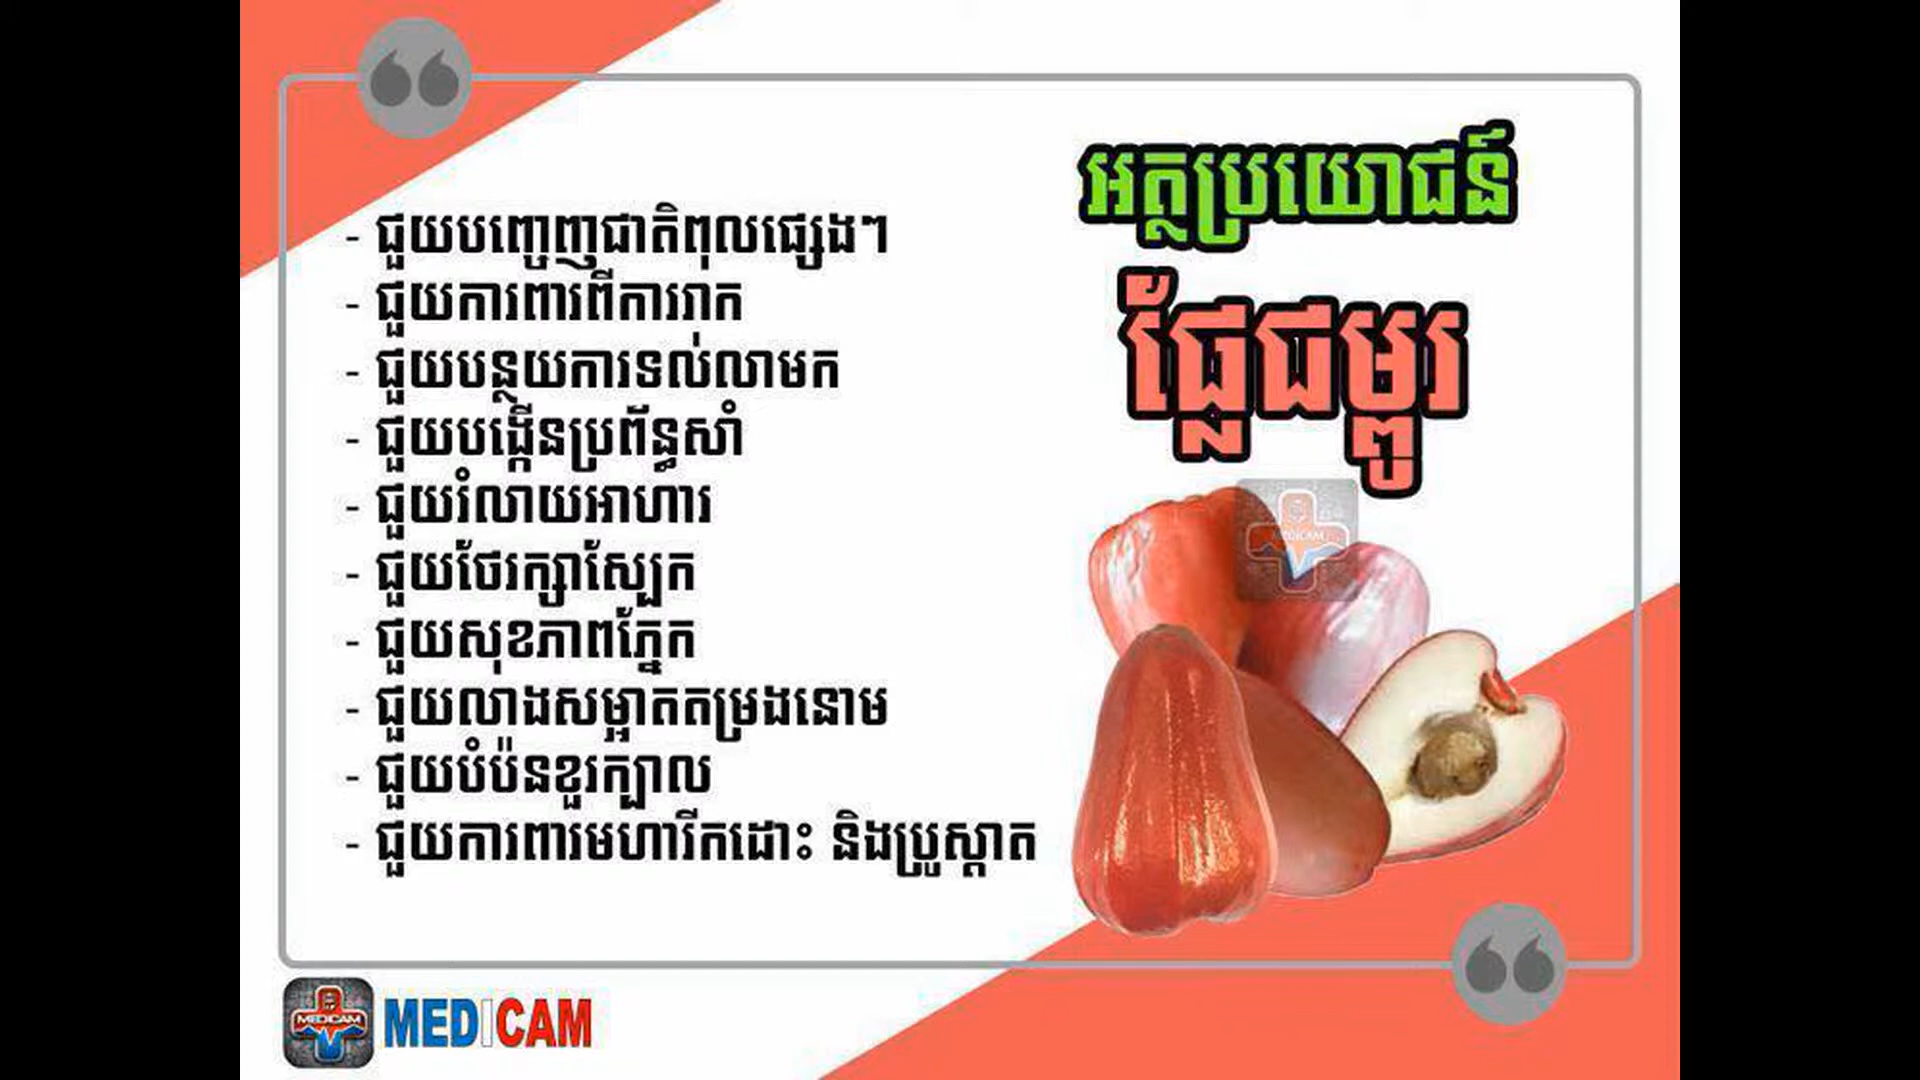 អត្ថប្រយោជន៍
ផ្លែជម្ពូរ
- ជួយបញ្ចេញជាតិពុលផ្សេងៗ
- ជួយការពារពីការរាក
- ជួយបន្ថយការទល់លាមក
- ជួយបង្កើនប្រព័ន្ធសាំ
- ជួយរំលាយអាហារ
- ជួយថែរក្សាស្បែក
- ជួយសុខភាពភ្នែក
- ជួយលាងសម្អាតតម្រងនោម
- ជួយបំប៉នខួរក្បាល
- ជួយការពារមហារីកដោះ និងប្រូស្តាត
MEDICAM
MEDICAM
MEDICAM